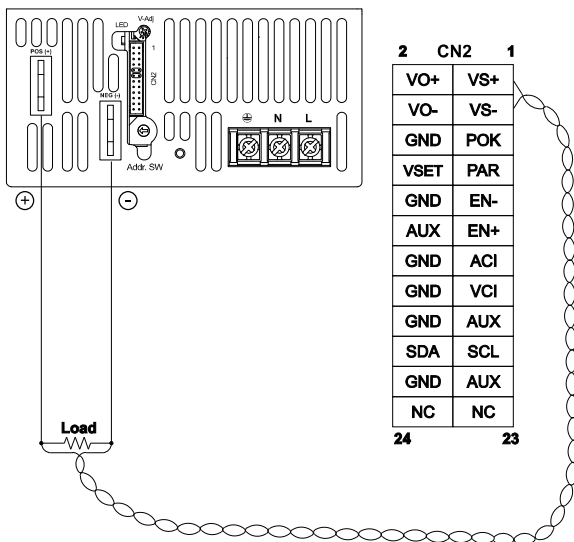 LED V-Adj
POS (+)
1
CN2
NEG (-)
Addr. SW
⏚ N L
+ -
Load
2 CN2 1
VO+ VS+
VO- VS-
GND POK
VSET PAR
GND EN-
AUX EN+
GND ACI
GND VCI
GND AUX
SDA SCL
GND AUX
NC NC
24 23